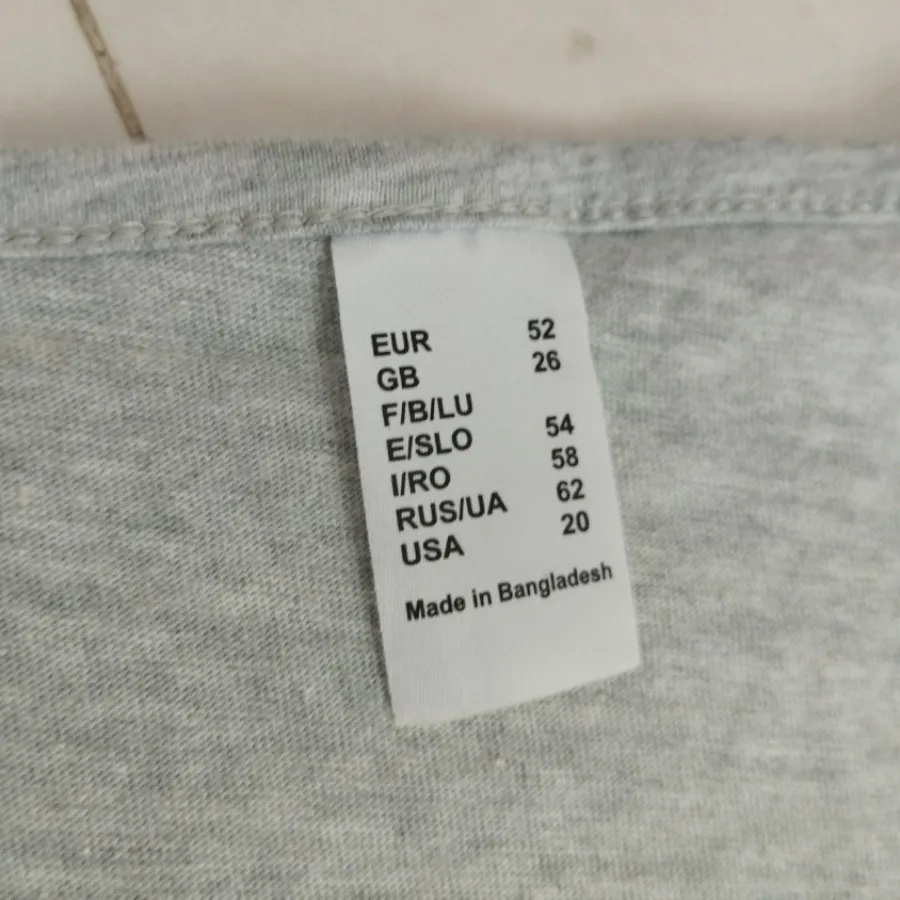 EUR 52
GB 26
F/B/LU
E/SLO 54
I/RO 58
RUS/UA 62
USA 20
Made in Bangladesh